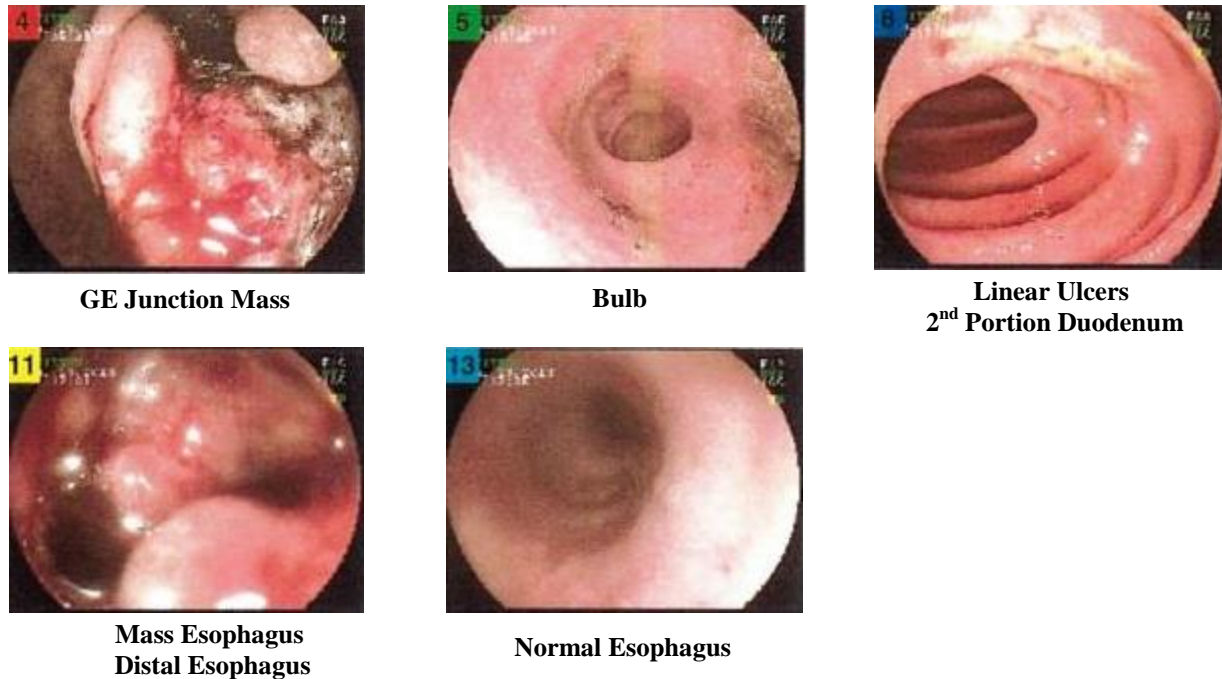 4
5
6
GE Junction Mass
Bulb
Linear Ulcers
2nd Portion Duodenum
11
13
Mass Esophagus
Distal Esophagus
Normal Esophagus